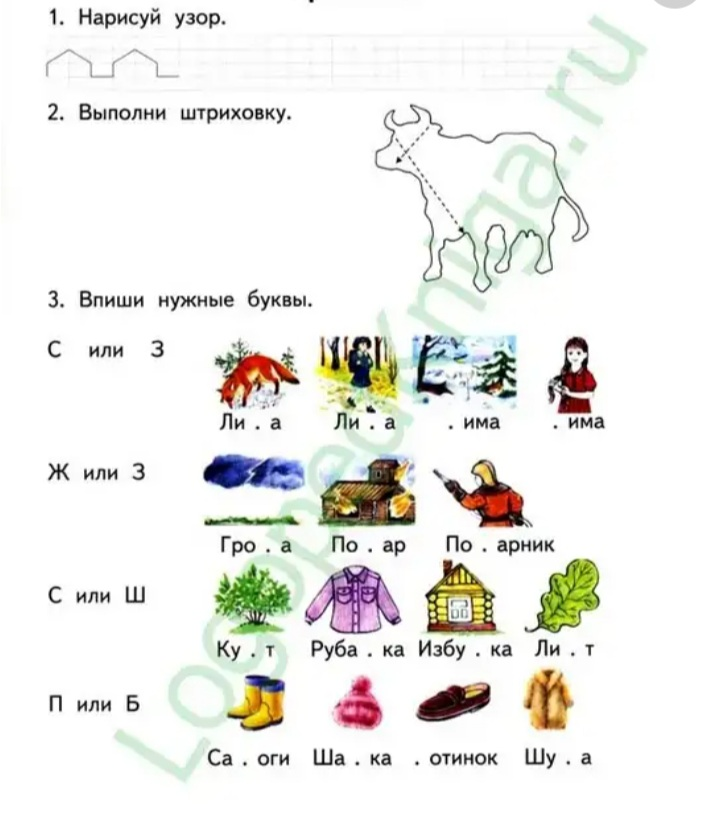 1. Нарисуй узор.
2. Выполни штриховку.
3. Впиши нужные буквы.
С или З
Ли . а Ли . а . има . има
Ж или З
Гро . а По . ар По . арник
С или Ш
Ку . т Руба . ка Избу . ка Ли . т
П или Б
Са . оги Ша . ка . отинок Шу . а
LogopedKniga.ru